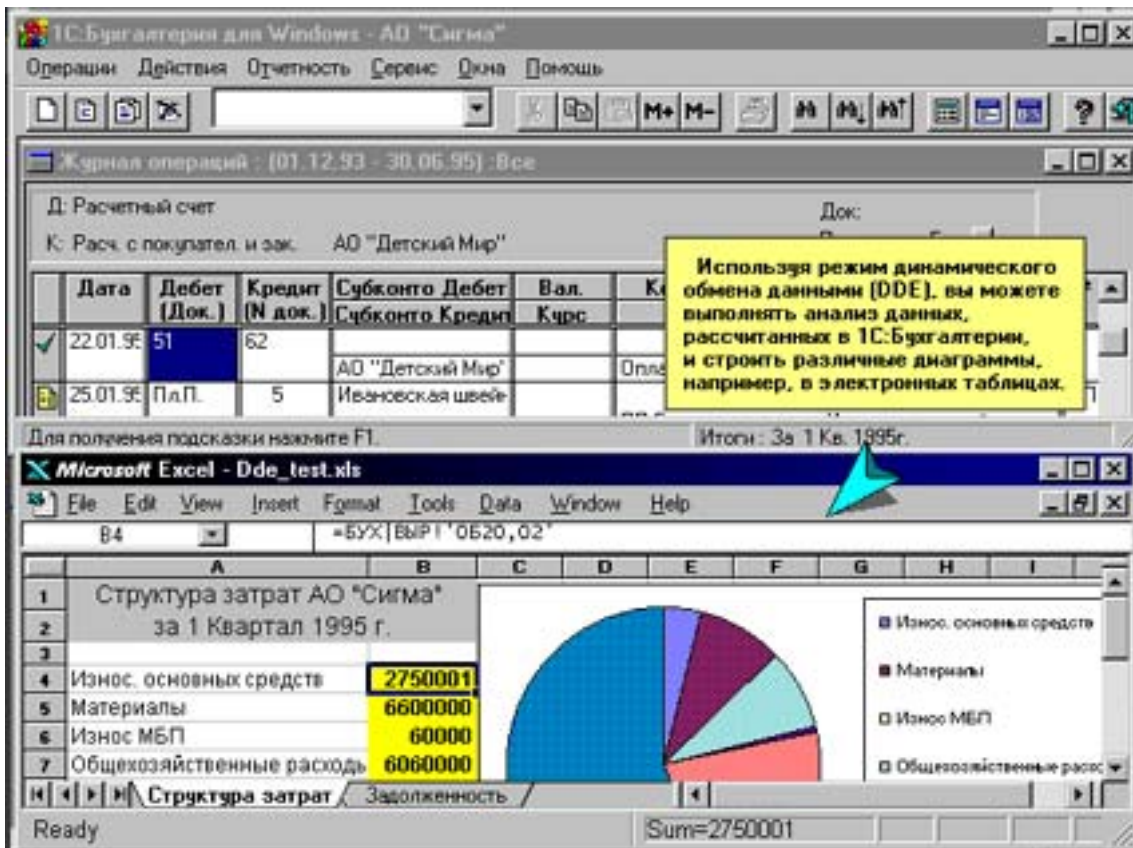 1С:Бухгалтерия для Windows - АО "Сигма"
Операции Действия Отчетность Сервис Окна Помощь
М+ М-
Журнал операций : (01.12.93 - 30.06.95) :Все
Д: Расчетный счет
Док:
К: Расч. с покупател. и зак. АО "Детский Мир"
Используя режим динамического
обмена данными (DDE), вы можете
выполнять анализ данных,
рассчитанных в 1С:Бухгалтерии,
и строить различные диаграммы,
например, в электронных таблицах.
Дата Дебет Кредит Субконто Дебет Вал.
(Док.) (N док.) Субконто Кредит Курс
22.01.95 51 62
АО "Детский Мир" Опла
25.01.95 Пл.П. 5 Ивановская швейн
Для получения подсказки нажмите F1.
Итоги : За 1 Кв. 1995г.
Microsoft Excel - Dde_test.xls
File Edit View Insert Format Tools Data Window Help
B4 =БУХ|ВЫР!'ОБ20,02'
A B C D E F G H I
1 Структура затрат АО "Сигма"
2 за 1 Квартал 1995 г.
3
4 Износ. основных средств 2750001
5 Материалы 6600000
6 Износ МБП 60000
7 Общехозяйственные расходы 6060000
Износ. основных средств
Материалы
Износ МБП
Общехозяйственные расхо
Структура затрат Задолженность
Ready Sum=2750001